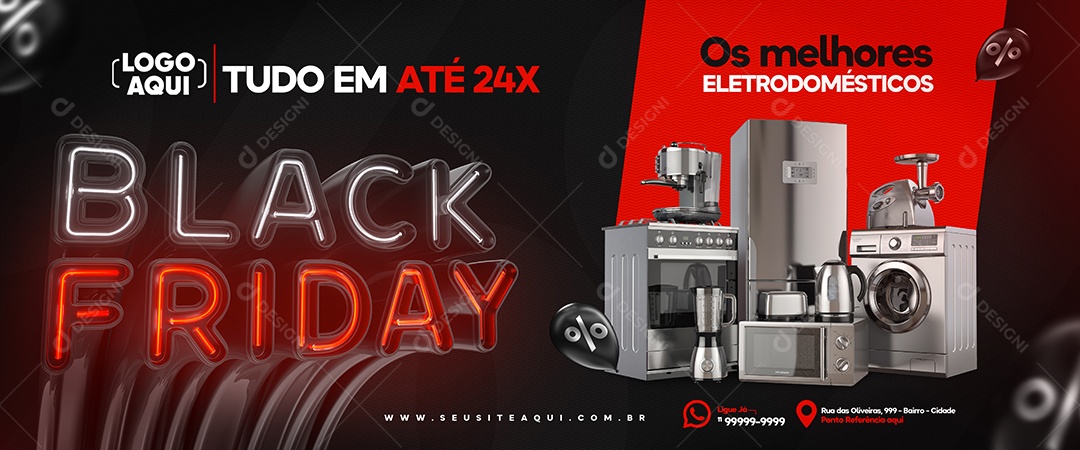 LOGO
AQUI
TUDO EM ATÉ 24X
BLACK
FRIDAY
Os melhores
ELETRODOMÉSTICOS
WWW.SEUSITEAQUI.COM.BR
Ligue Já
11 99999-9999
Rua das Oliveiras, 999 - Bairro - Cidade
Ponto Referência aqui
DESIGNI